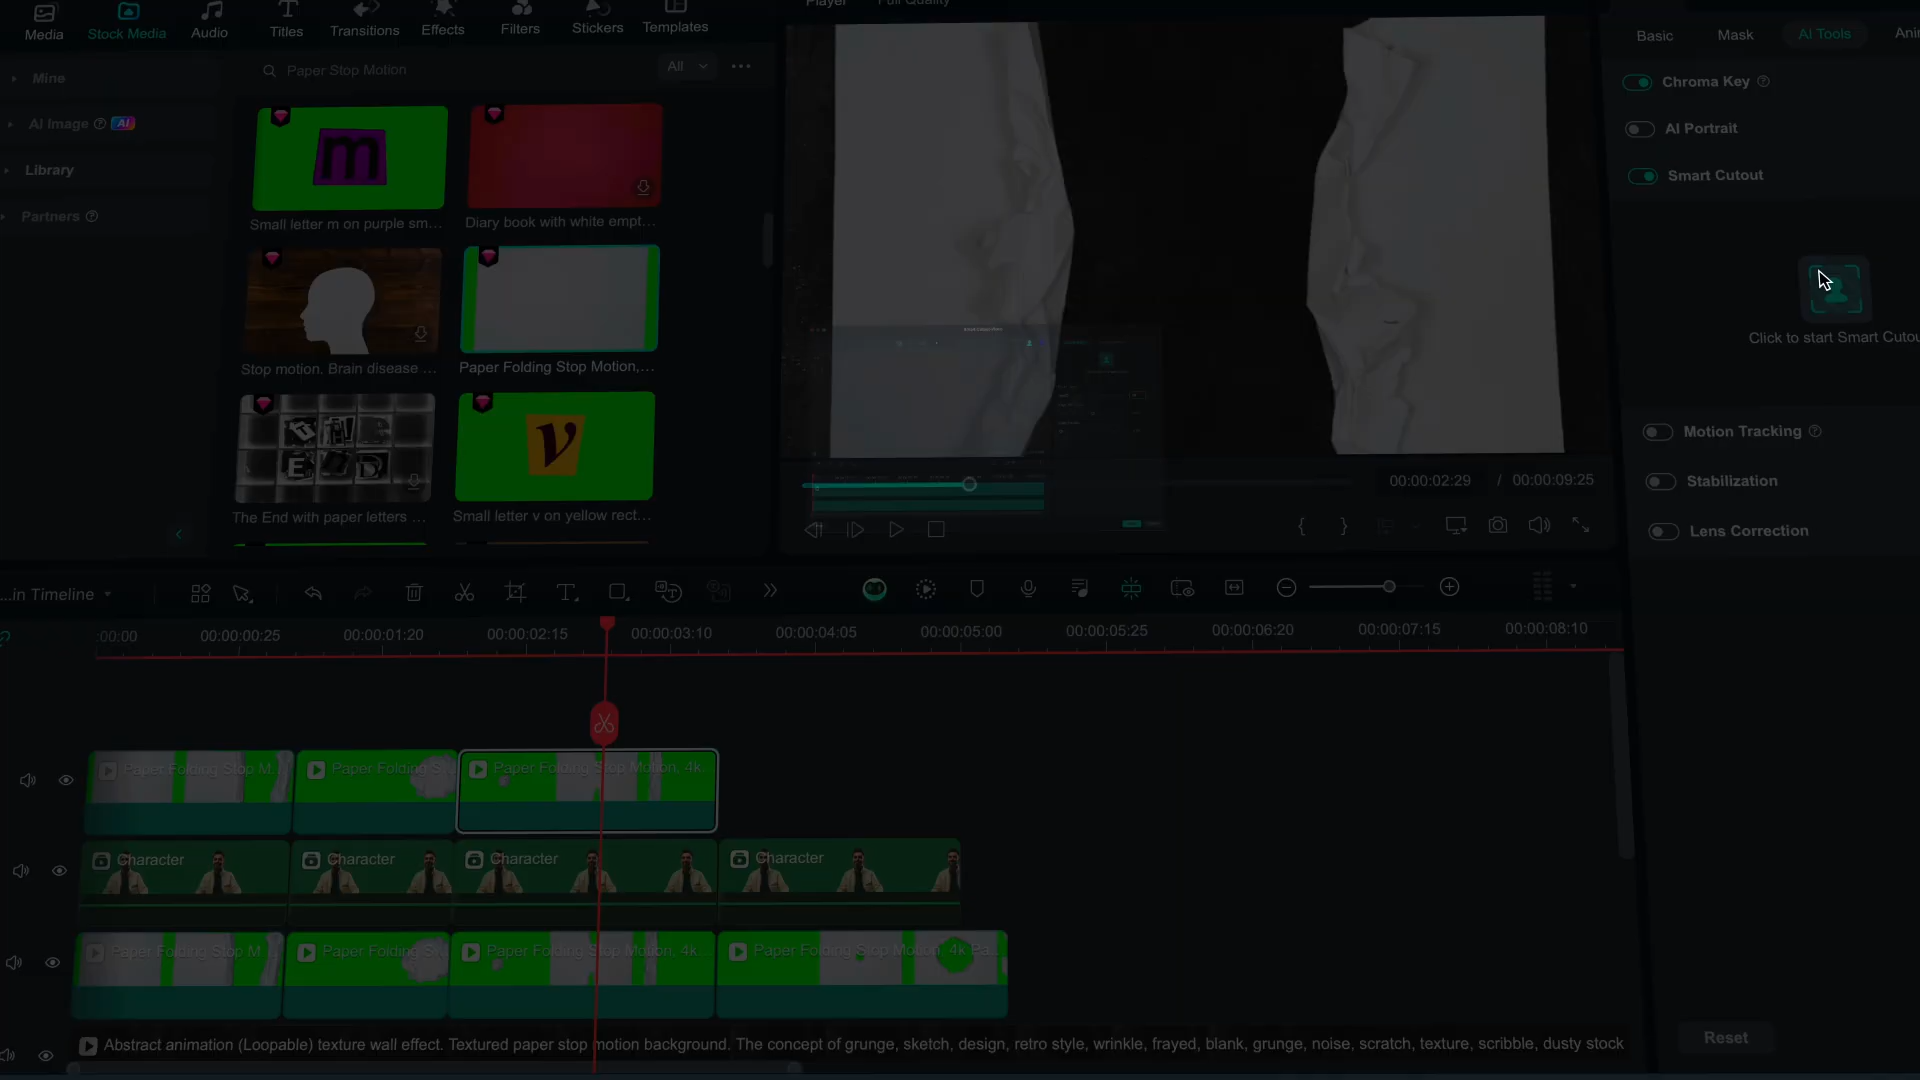 Player Full Quality
Media Stock Media Audio Titles Transitions Effects Filters Stickers Templates
Basic Mask AI Tools
Mine
AI Image AI
Library
Partners
Paper Stop Motion All
m
Small letter m on purple sm...
Diary book with white empt...
Stop motion. Brain disease ...
Paper Folding Stop Motion,...
The End with paper letters ...
v
Small letter v on yellow rect...
Chroma Key
AI Portrait
Smart Cutout
Click to start Smart Cutou
Motion Tracking
Stabilization
Lens Correction
00:00:02:29 / 00:00:09:25
...in Timeline
:00:00 00:00:00:25 00:00:01:20 00:00:02:15 00:00:03:10 00:00:04:05 00:00:05:00 00:00:05:25 00:00:06:20 00:00:07:15 00:00:08:10
Paper Folding Stop M... Paper Folding S... Paper Folding Stop Motion, 4k
Character Character Character Character
Paper Folding Stop M Paper Folding S Paper Folding Stop Motion, 4k Paper Folding Stop Motion, 4k Pa...
Abstract animation (Loopable) texture wall effect. Textured paper stop motion background. The concept of grunge, sketch, design, retro style, wrinkle, frayed, blank, grunge, noise, scratch, texture, scribble, dusty stock
Reset